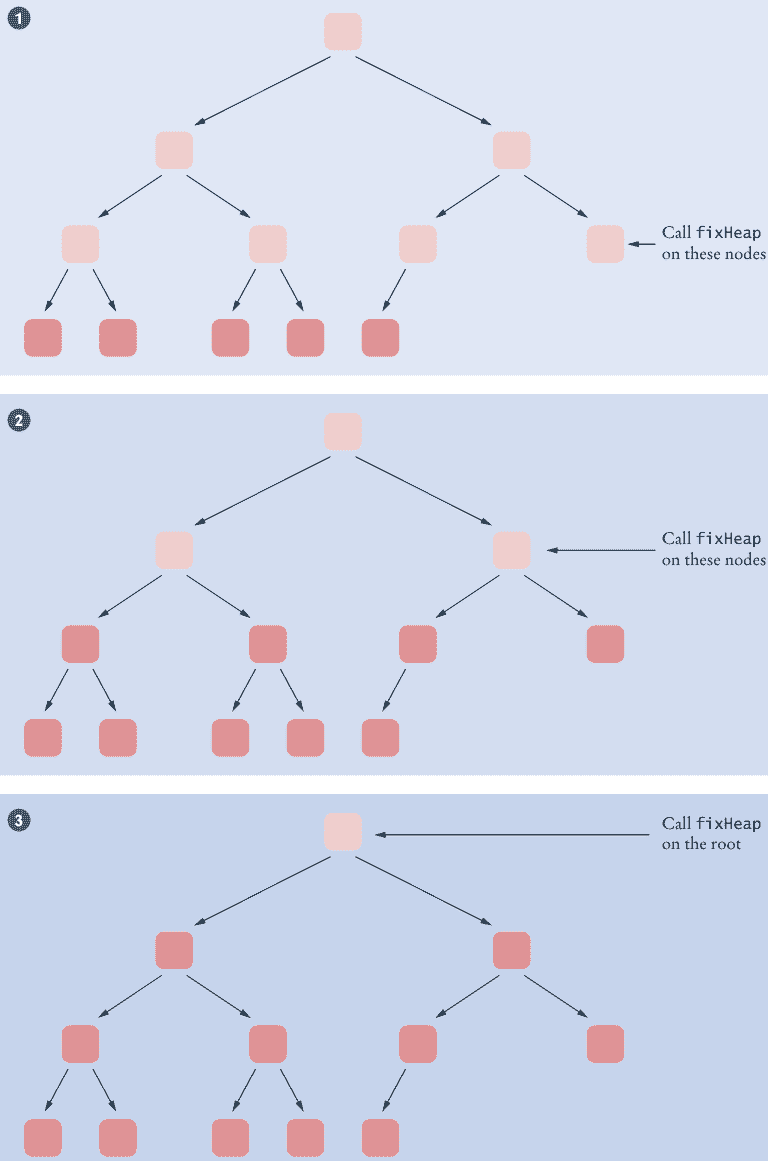 1
Call fixHeap
on these nodes
2
Call fixHeap
on these nodes
3
Call fixHeap
on the root